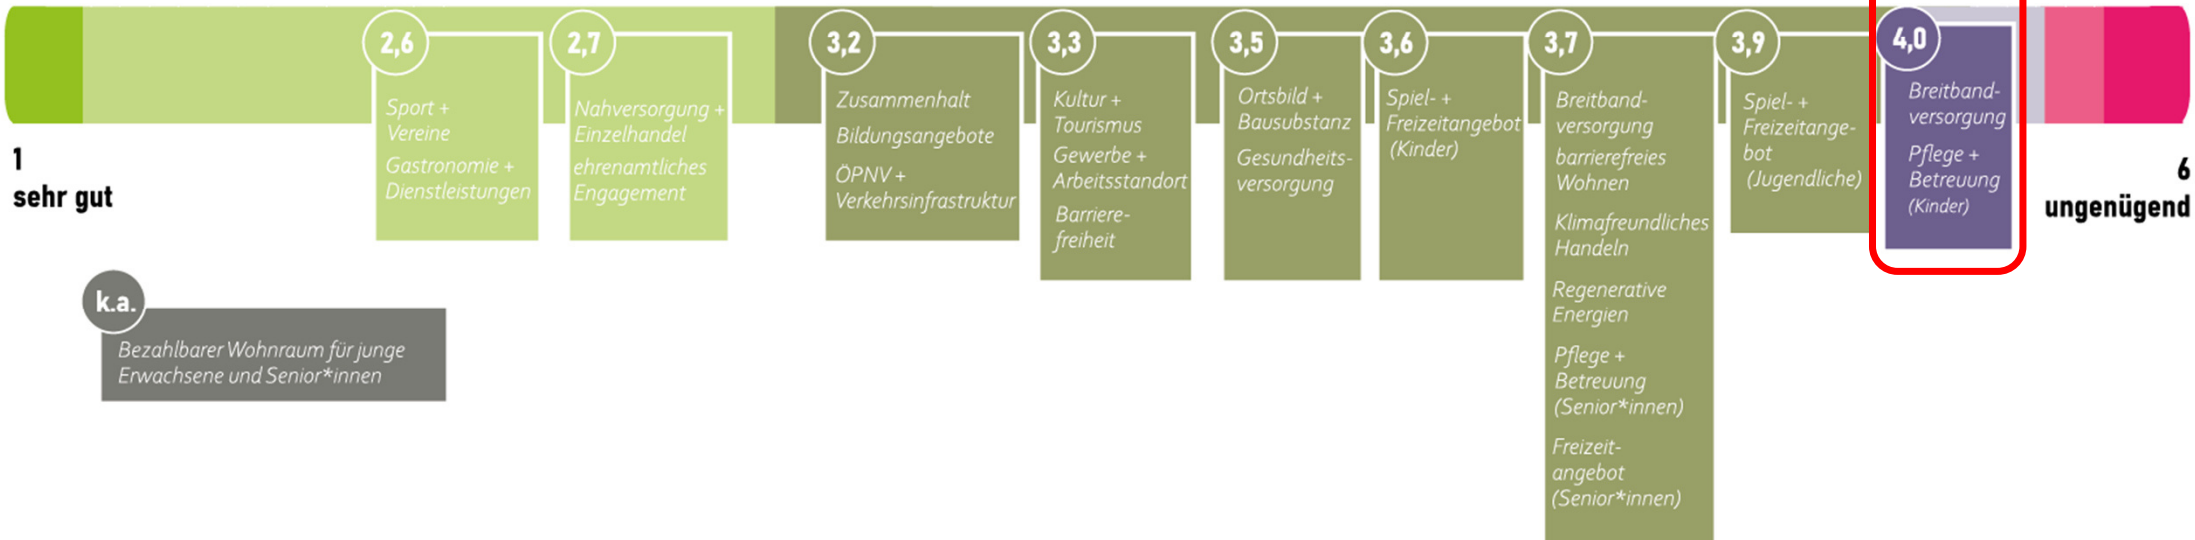 1
sehr gut
2,6
Sport +
Vereine
Gastronomie +
Dienstleistungen
2,7
Nahversorgung +
Einzelhandel
ehrenamtliches
Engagement
3,2
Zusammenhalt
Bildungsangebote
ÖPNV +
Verkehrsinfrastruktur
3,3
Kultur +
Tourismus
Gewerbe +
Arbeitsstandort
Barriere-
freiheit
3,5
Ortsbild +
Bausubstanz
Gesundheits-
versorgung
3,6
Spiel- +
Freizeitangebot
(Kinder)
3,7
Breitband-
versorgung
barrierefreies
Wohnen
Klimafreundliches
Handeln
Regenerative
Energien
Pflege +
Betreuung
(Senior*innen)
Freizeit-
angebot
(Senior*innen)
3,9
Spiel- +
Freizeitange-
bot
(Jugendliche)
4,0
Breitband-
versorgung
Pflege +
Betreuung
(Kinder)
6
ungenügend
k.a.
Bezahlbarer Wohnraum für junge
Erwachsene und Senior*innen